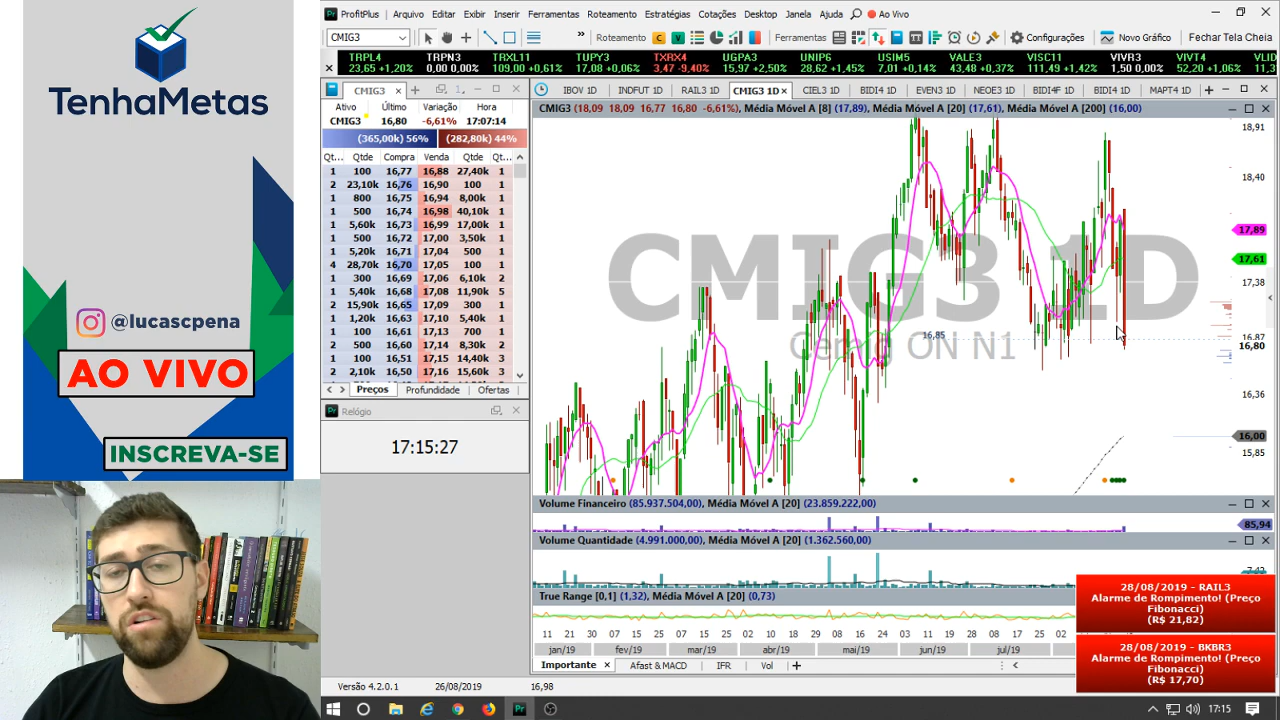 TenhaMetas
@lucascpena
AO VIVO
INSCREVA-SE
ProfitPlus Arquivo Editar Exibir Inserir Ferramentas Roteamento Estratégias Cotações Desktop Janela Ajuda Ao Vivo
CMIG3 » Roteamento C V Ferramentas Configurações Novo Gráfico Fechar Tela Cheia
TRPL4 TRPN3 TRXL11 TUPY3 TXRX4 UGPA3 UNIP6 USIM5 VALE3 VISC11 VIVR3 VIVT4 VLID
23,65 +1,20% 0,00 0,00% 109,00 +0,61% 17,08 +0,06% 3,47 -9,40% 15,97 +2,50% 28,62 +1,45% 7,01 +0,14% 43,48 +0,37% 111,49 +1,42% 1,50 0,00% 52,20 +1,06% 11,3
CMIG3
Ativo Último Variação Hora
CMIG3 16,80 -6,61% 17:07:14
(365,00k) 56% (282,80k) 44%
Qt... Qtde Compra Venda Qtde Qt...
1 100 16,77 16,88 27,40k 1
2 23,10k 16,76 16,90 100 1
1 800 16,75 16,94 8,00k 1
1 500 16,74 16,98 40,10k 1
1 5,60k 16,73 16,99 17,00k 1
1 500 16,72 17,00 3,50k 1
1 5,20k 16,71 17,04 500 1
4 28,70k 16,70 17,05 100 1
1 300 16,69 17,06 6,10k 2
1 5,40k 16,68 17,08 11,90k 5
2 15,90k 16,65 17,09 300 1
1 1,20k 16,63 17,10 5,40k 1
1 100 16,61 17,13 700 1
2 500 16,60 17,14 8,30k 2
1 100 16,51 17,15 14,40k 3
1 2,10k 16,50 17,16 15,60k 3
Preços Profundidade Ofertas
Relógio
17:15:27
IBOV 1D INDFUT 1D RAIL3 1D CMIG3 1D CIEL3 1D BIDI4 1D EVEN3 1D NEOE3 1D BIDI4F 1D BIDI4 1D MAPT4 1D
CMIG3 (18,09 18,09 16,77 16,80 -6,61%), Média Móvel A [8] (17,89), Média Móvel A [20] (17,61), Média Móvel A [200] (16,00)
CMIG3 1D
Cemig ON N1
16,85
18,91
18,40
17,89
17,61
17,38
16,87
16,80
16,36
16,00
15,85
Volume Financeiro (85.937.504,00), Média Móvel A [20] (23.859.222,00)
85,94
Volume Quantidade (4.991.000,00), Média Móvel A [20] (1.362.560,00)
True Range [0,1] (1,32), Média Móvel A [20] (0,73)
11 21 30 07 15 25 07 15 25 02 10 18 30 08 16 24 03 11 19 28 08 17 25 02
jan/19 fev/19 mar/19 abr/19 mai/19 jun/19 jul/19
Importante Afast & MACD IFR Vol
28/08/2019 - RAIL3
Alarme de Rompimento! (Preço
Fibonacci)
(R$ 21,82)
28/08/2019 - BKBR3
Alarme de Rompimento! (Preço
Fibonacci)
(R$ 17,70)
Versão 4.2.0.1 26/08/2019 16,98
17:15